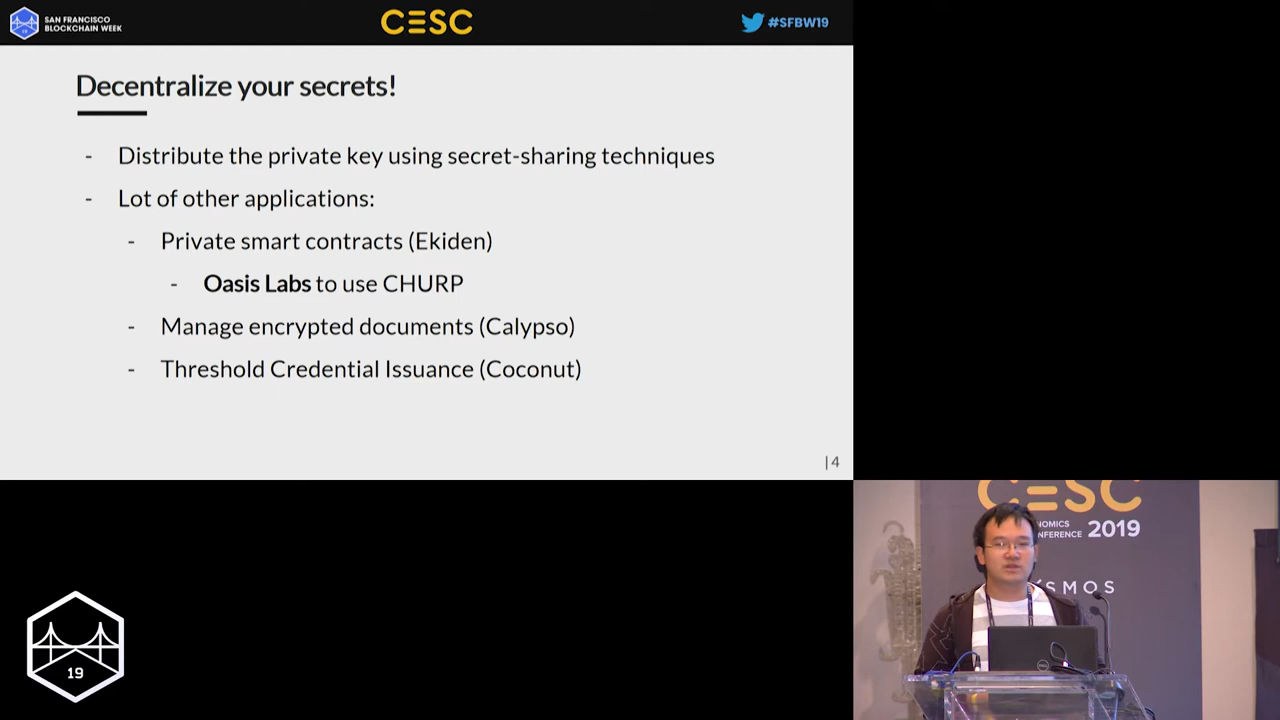 SAN FRANCISCO
BLOCKCHAIN WEEK
CESC
#SFBW19
Decentralize your secrets!
- Distribute the private key using secret-sharing techniques
- Lot of other applications:
- Private smart contracts (Ekiden)
- Oasis Labs to use CHURP
- Manage encrypted documents (Calypso)
- Threshold Credential Issuance (Coconut)
| 4
CESC
NOMICS
NFERENCE 2019
SMOS
19